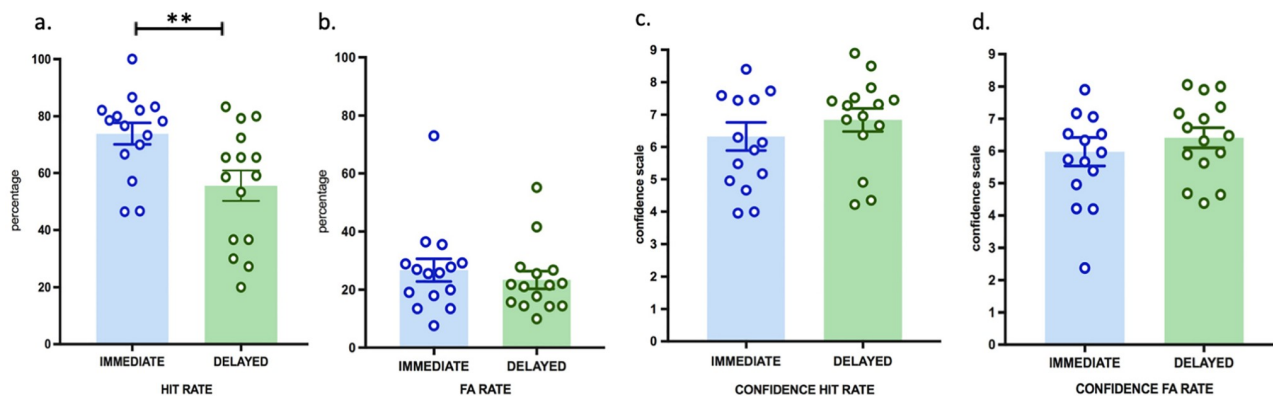 a.
**
percentage
100
80
60
40
20
0
IMMEDIATE DELAYED
HIT RATE
b.
percentage
100
80
60
40
20
0
IMMEDIATE DELAYED
FA RATE
c.
confidence scale
9
8
7
6
5
4
3
2
1
0
IMMEDIATE DELAYED
CONFIDENCE HIT RATE
d.
confidence scale
9
8
7
6
5
4
3
2
1
0
IMMEDIATE DELAYED
CONFIDENCE FA RATE